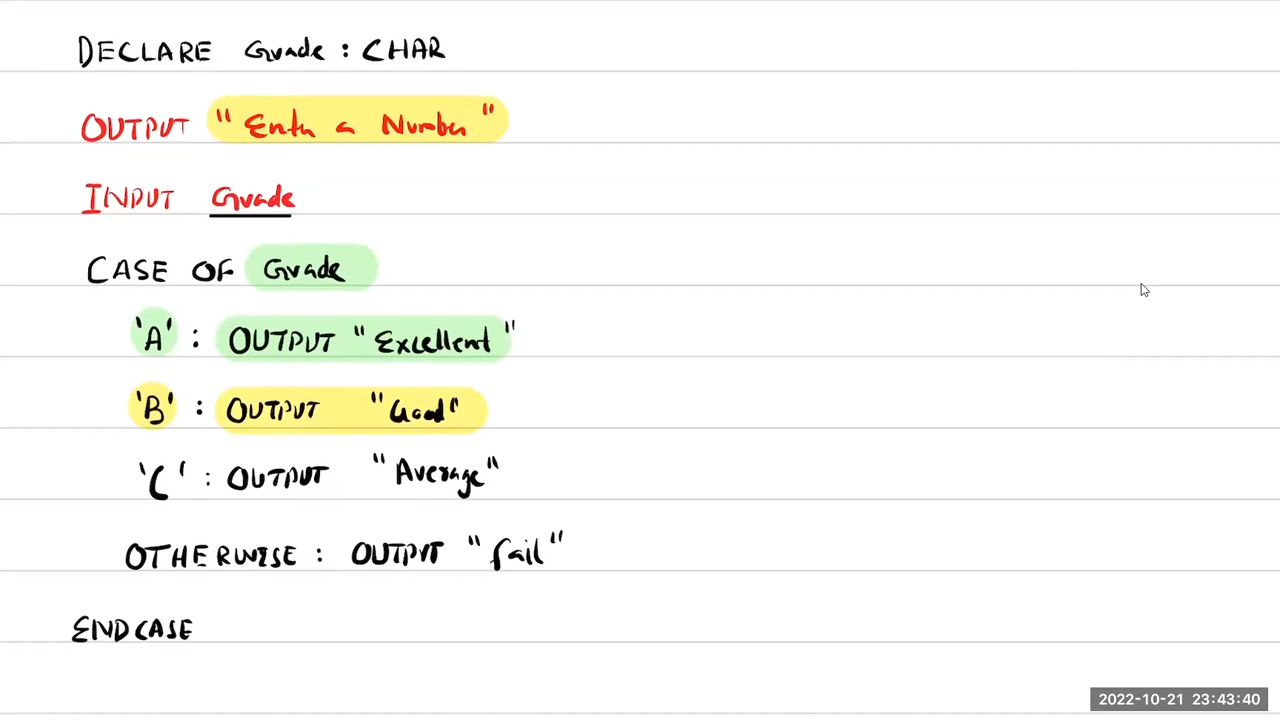 DECLARE Grade : CHAR
OUTPUT "Enter a Number"
INPUT Grade
CASE OF Grade
'A' : OUTPUT "Excellent"
'B' : OUTPUT "Good"
'C' : OUTPUT "Average"
OTHERWISE : OUTPUT "fail"
ENDCASE
2022-10-21 23:43:40